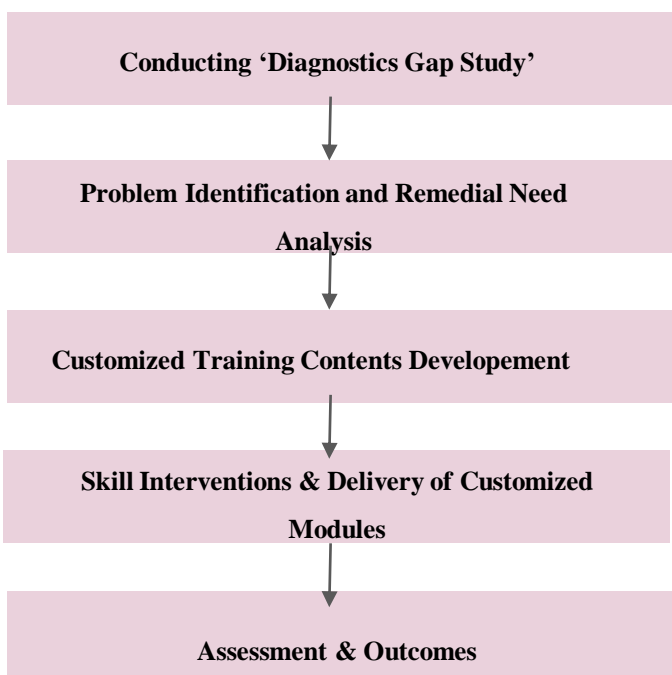 Conducting ‘Diagnostics Gap Study’
Problem Identification and Remedial Need
Analysis
Customized Training Contents Developement
Skill Interventions & Delivery of Customized
Modules
Assessment & Outcomes